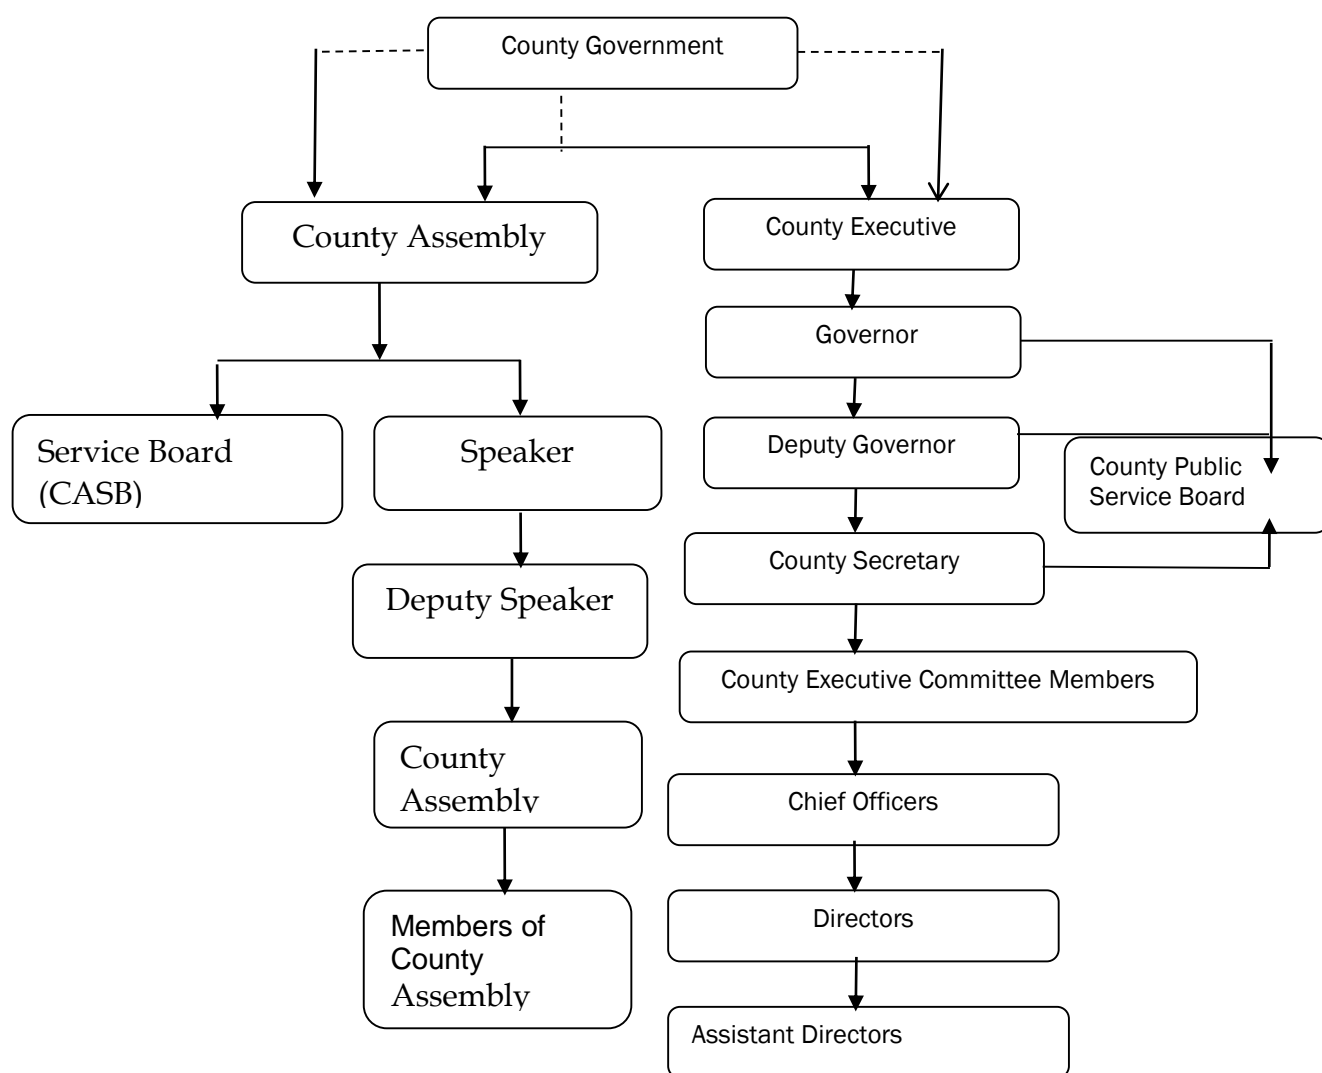 County Government
County Assembly
County Executive
Governor
Service Board
(CASB)
Speaker
Deputy Governor
County Public
Service Board
County Secretary
Deputy Speaker
County Executive Committee Members
County
Assembly
Chief Officers
Members of
County
Assembly
Directors
Assistant Directors